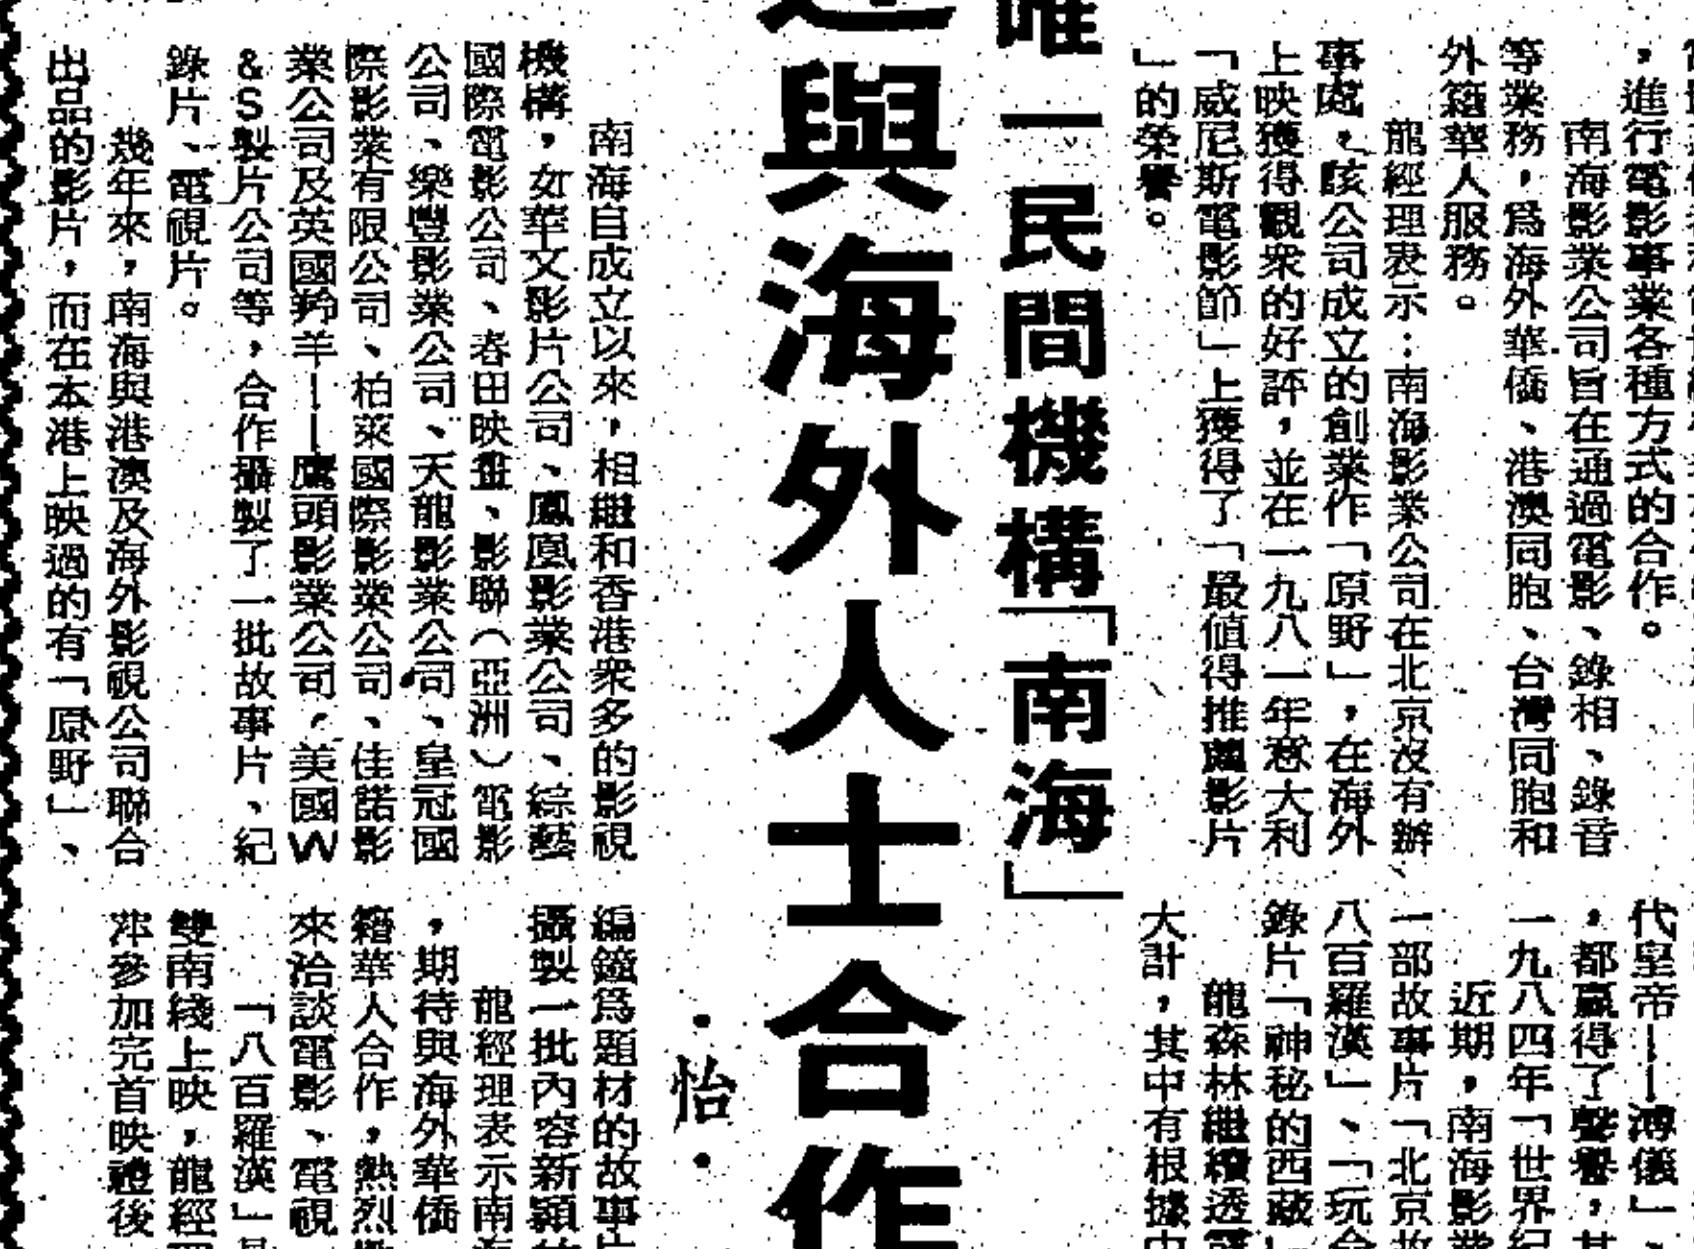 唯一民間機構「南海」
與海外人士合作
・怡・
，進行電影事業各種方式的合作。
南海影業公司旨在通過電影、錄相、錄音
等業務，爲海外華僑、港澳同胞、台灣同胞和
外籍華人服務。
龍經理表示：南海影業公司在北京沒有辦
事處，該公司成立的創業作「原野」，在海外
上映獲得觀衆的好評，並在一九八一年意大利
「威尼斯電影節」上獲得了「最值得推薦影片
」的榮譽。
南海自成立以來，相繼和香港衆多的影視
機構，如華文影片公司、鳳凰影業公司、綜藝
國際電影公司、春田映畫、影聯（亞洲）電影
公司、樂豐影業公司、天龍影業公司、皇冠國
際影業有限公司、柏萊國際影業公司、佳諾影
業公司及英國羚羊——鷹頭影業公司，美國W
&S製片公司等，合作攝製了一批故事片、紀
錄片、電視片。
幾年來，南海與港澳及海外影視公司聯合
出品的影片，而在本港上映過的有「原野」、
代皇帝——溥儀」、
，都贏得了聲譽，其
一九八四年「世界紀
近期，南海影業
一部故事片「北京故
八百羅漢」、「玩命
錄片「神秘的西藏」
龍森林繼續透露
大計，其中有根據中
編鐘爲題材的故事片
攝製一批內容新穎的
龍經理表示南海
，期待與海外華僑
籍華人合作，熱烈歡
來洽談電影、電視
「八百羅漢」是
雙南綫上映，龍經理
萍參加完首映禮後